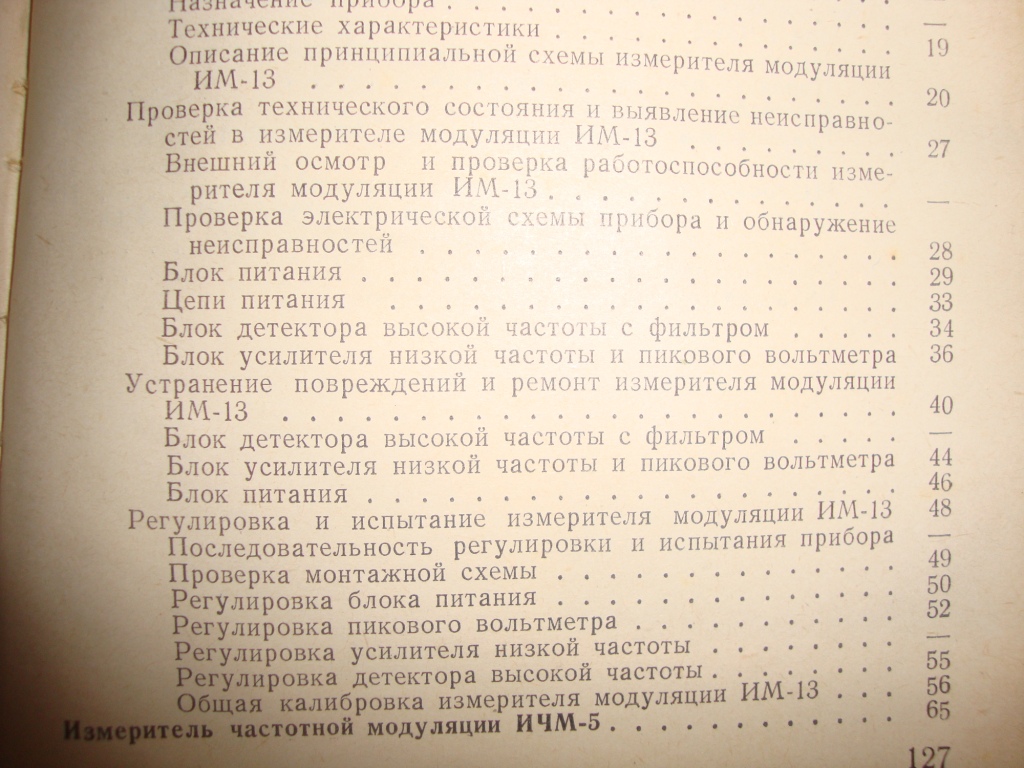 Назначение прибора . . . . . . . . . . . . . —
Технические характеристики . . . . . . . . . . . . 19
Описание принципиальной схемы измерителя модуляции
ИМ-13 . . . . . . . . . . . . . . . . . . . 20
Проверка технического состояния и выявление неисправно-
стей в измерителе модуляции ИМ-13 . . . . . . . . 27
Внешний осмотр и проверка работоспособности изме-
рителя модуляции ИМ-13 . . . . . . . . . . . . . —
Проверка электрической схемы прибора и обнаружение
неисправностей . . . . . . . . . . . . . . . . . 28
Блок питания . . . . . . . . . . . . . . . . . . . 29
Цепи питания . . . . . . . . . . . . . . . . . . 33
Блок детектора высокой частоты с фильтром . . . . . 34
Блок усилителя низкой частоты и пикового вольтметра 36
Устранение повреждений и ремонт измерителя модуляции
ИМ-13 . . . . . . . . . . . . . . . . . . . . . . 40
Блок детектора высокой частоты с фильтром . . . . . —
Блок усилителя низкой частоты и пикового вольтметра 44
Блок питания . . . . . . . . . . . . . . . . . . . 46
Регулировка и испытание измерителя модуляции ИМ-13 48
Последовательность регулировки и испытания прибора —
Проверка монтажной схемы . . . . . . . . . . . . 49
Регулировка блока питания . . . . . . . . . . . . 50
Регулировка пикового вольтметра . . . . . . . . . 52
Регулировка усилителя низкой частоты . . . . . . . —
Регулировка детектора высокой частоты . . . . . . . 55
Общая калибровка измерителя модуляции ИМ-13 . . . 56
Измеритель частотной модуляции ИЧМ-5 . . . . . . . . . . . 65
127